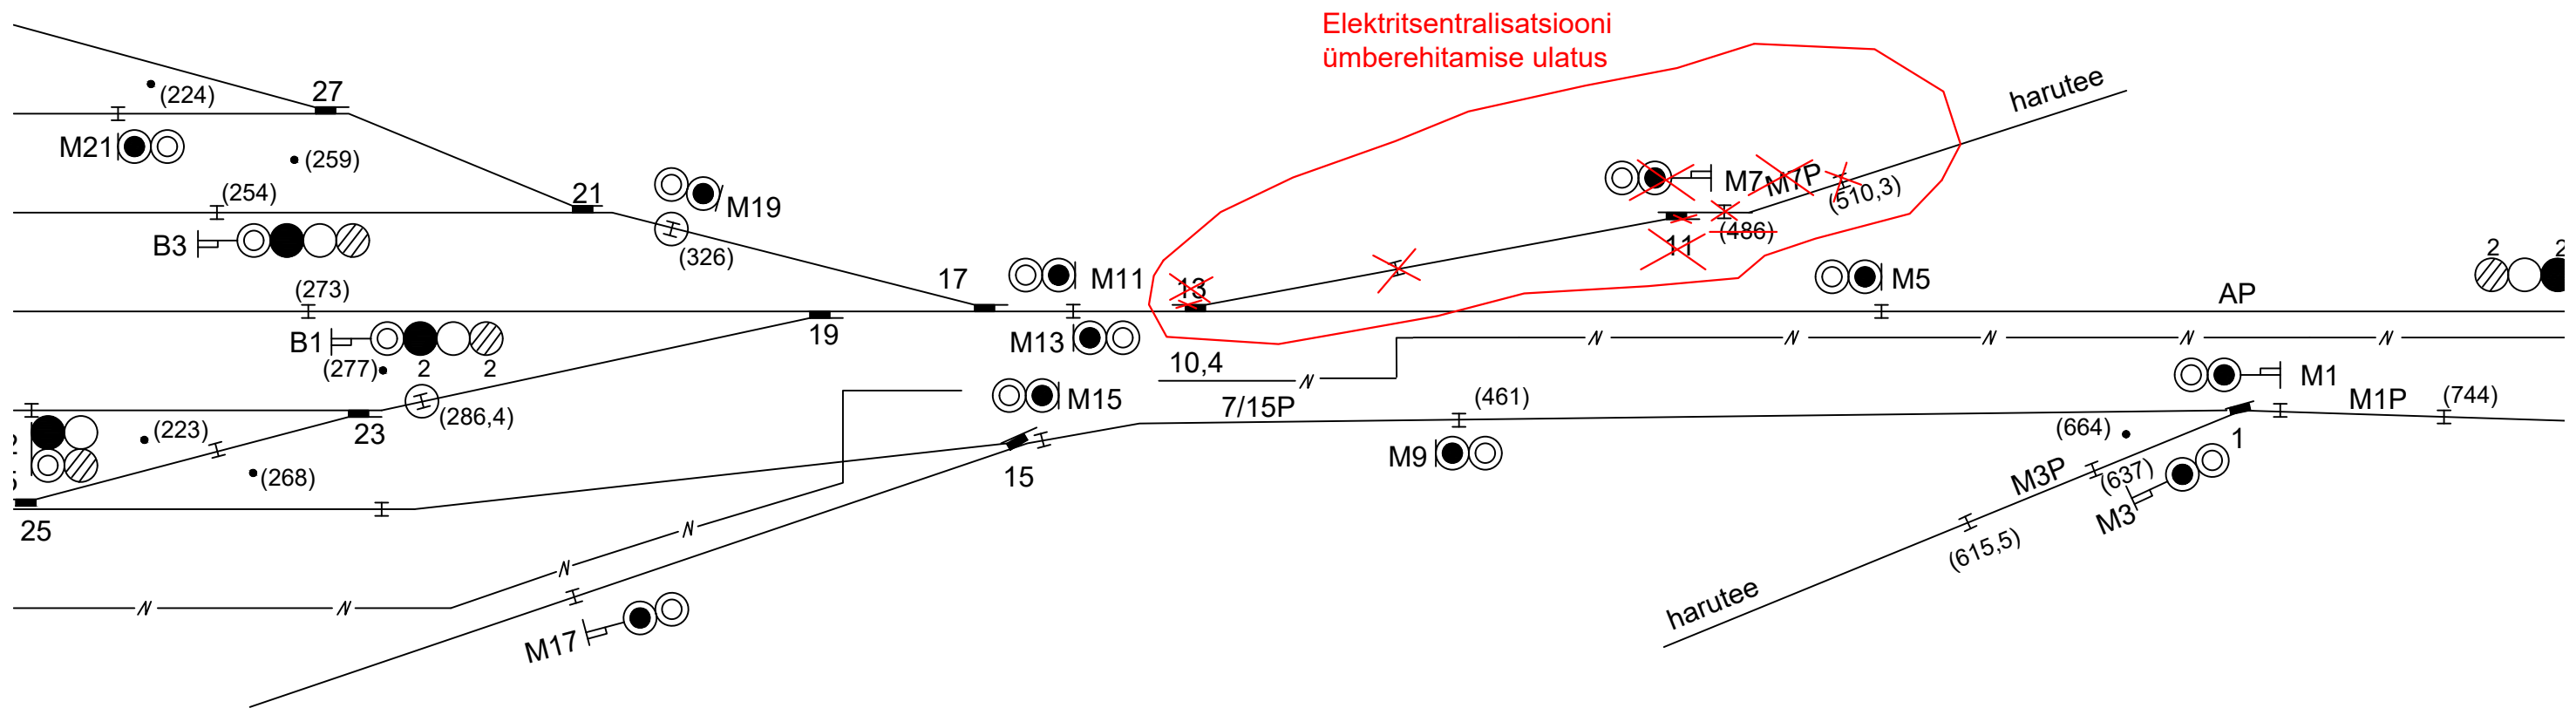 Elektritsentralisatsiooni
ümberehitamise ulatus
harutee
27
(224)
M21
(259)
(254)
21
M19
M7
M7P
(510,3)
B3
(326)
11
(486)
2
2
(273)
17
M11
13
M5
AP
B1
(277)
2
2
19
M13
10,4
M1
(286,4)
M15
7/15P
(461)
M1P
(744)
(223)
23
(664)
1
M9
(268)
15
M3P
(637)
25
M3
(615,5)
harutee
M17